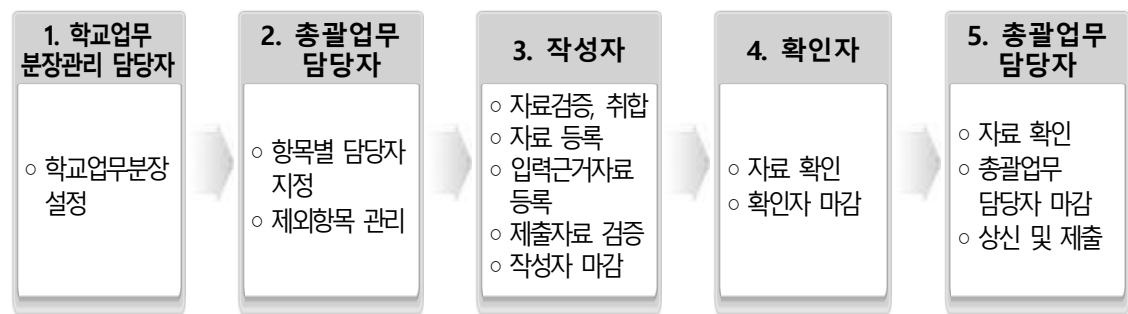 1. 학교업무
분장관리 담당자
○ 학교업무분장
설정
2. 총괄업무
담당자
○ 항목별 담당자
지정
○ 제외항목 관리
3. 작성자
○ 자료검증, 취합
○ 자료 등록
○ 입력근거자료
등록
○ 제출자료 검증
○ 작성자 마감
4. 확인자
○ 자료 확인
○ 확인자 마감
5. 총괄업무
담당자
○ 자료 확인
○ 총괄업무
담당자 마감
○ 상신 및 제출